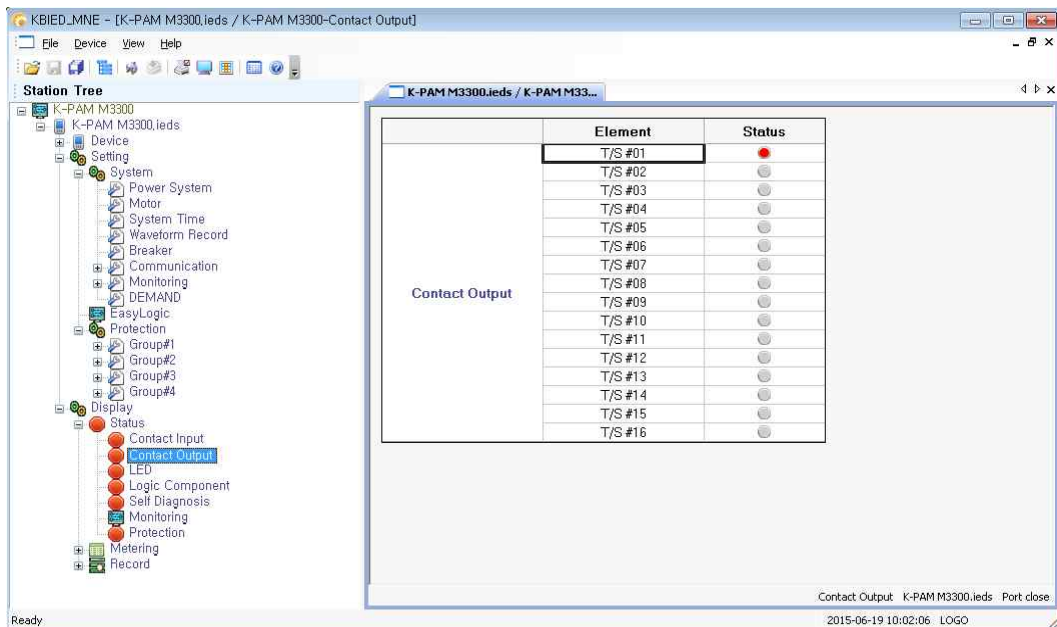 KBIED_MNE - [K-PAM M3300,ieds / K-PAM M3300-Contact Output]
File Device View Help
Station Tree
K-PAM M3300
K-PAM M3300,ieds
Device
Setting
System
Power System
Motor
System Time
Waveform Record
Breaker
Communication
Monitoring
DEMAND
EasyLogic
Protection
Group#1
Group#2
Group#3
Group#4
Display
Status
Contact Input
Contact Output
LED
Logic Component
Self Diagnosis
Monitoring
Protection
Metering
Record
K-PAM M3300.ieds / K-PAM M33...
Element Status
Contact Output
T/S #01
T/S #02
T/S #03
T/S #04
T/S #05
T/S #06
T/S #07
T/S #08
T/S #09
T/S #10
T/S #11
T/S #12
T/S #13
T/S #14
T/S #15
T/S #16
Contact Output K-PAM M3300.ieds Port close
Ready 2015-06-19 10:02:06 LOGO